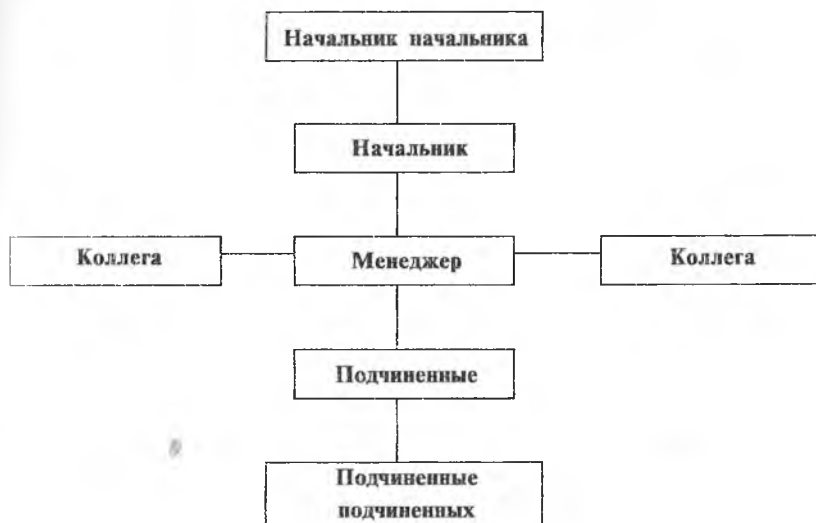 Начальник начальника
Начальник
Коллега
Менеджер
Коллега
Подчиненные
Подчиненные
подчиненных